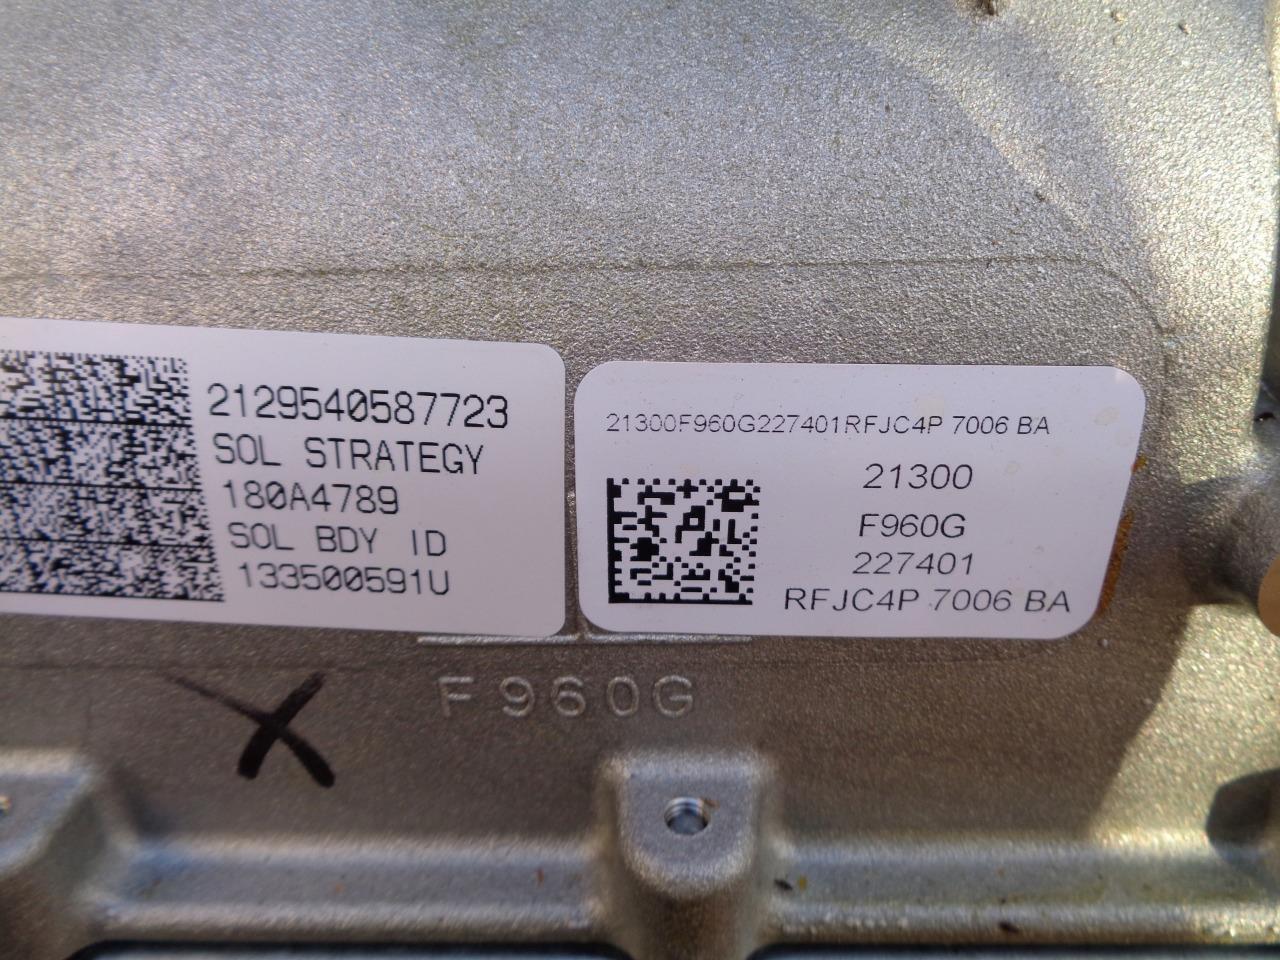 2129540587723
SOL STRATEGY
180A4789
SOL BDY ID
133500591U
21300F960G227401RFJC4P 7006 BA
21300
F960G
227401
RFJC4P 7006 BA
F960G
X